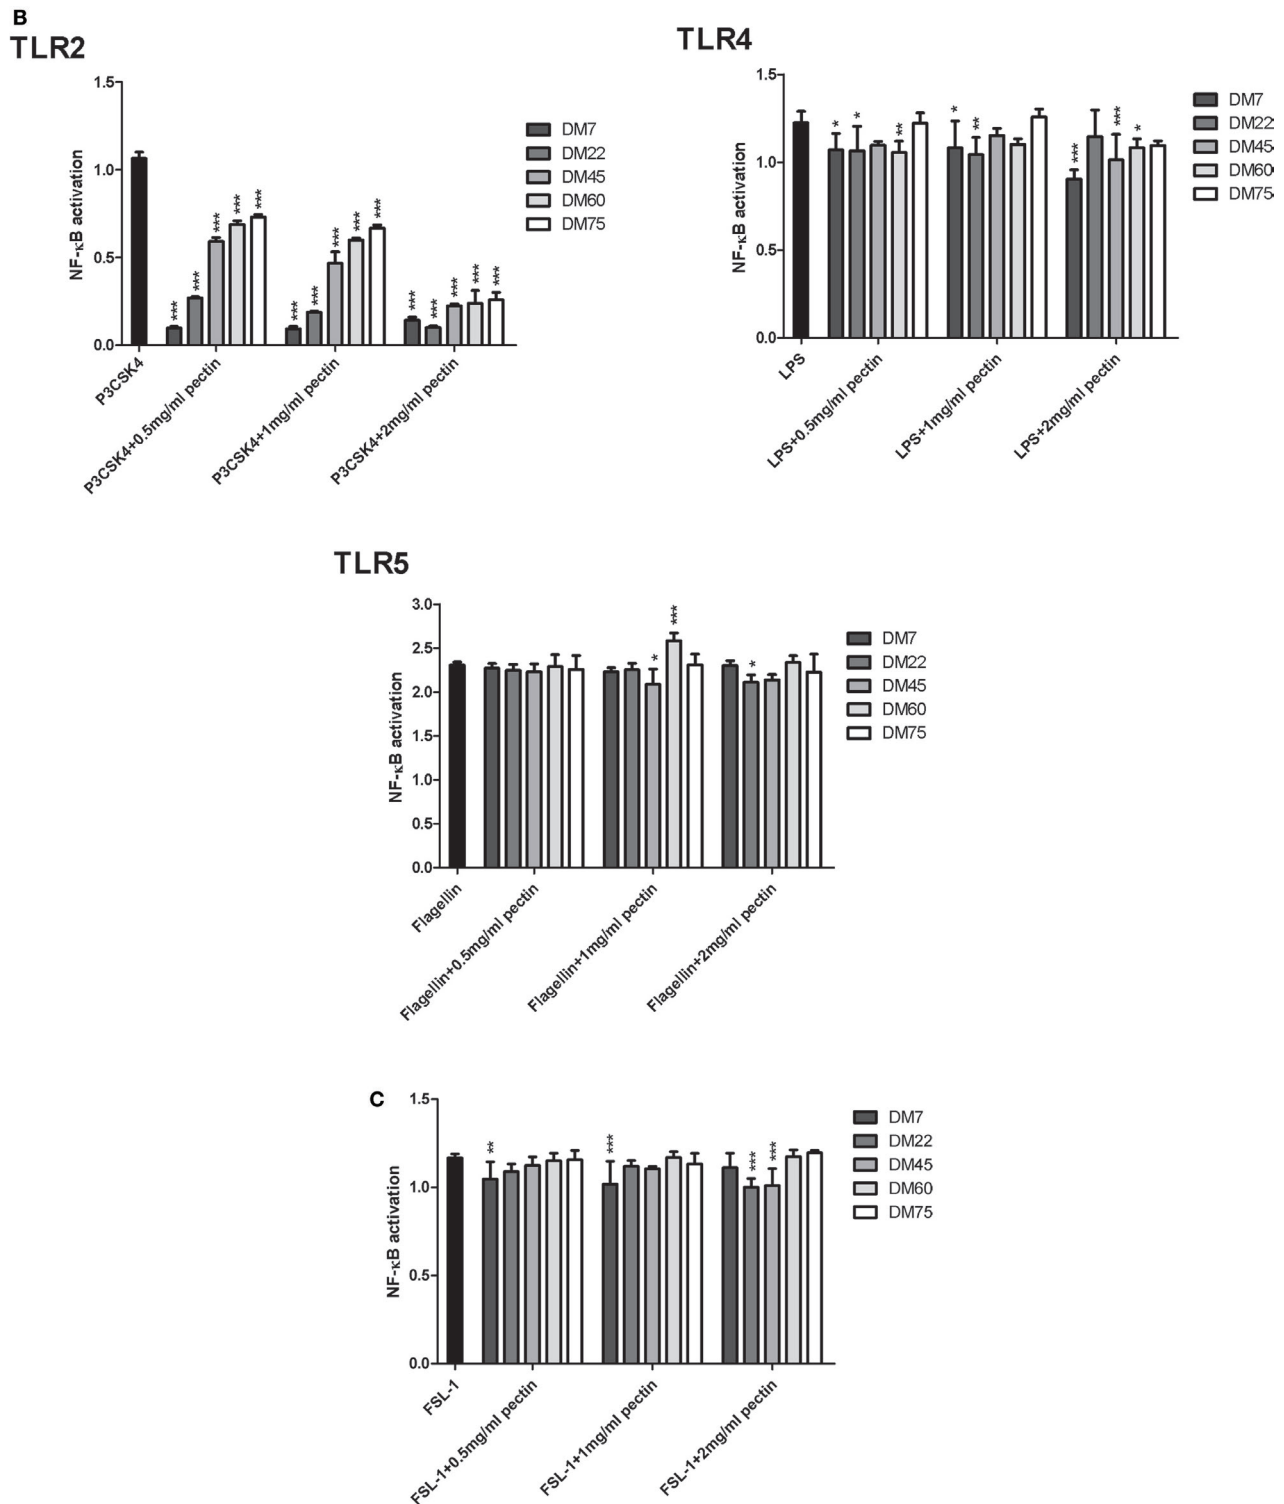 B
TLR2
NF-κB activation
1.5
1.0
0.5
0.0
*** *** *** *** ***
*** *** *** *** ***
*** *** *** *** ***
P3CSK4
P3CSK4+0.5mg/ml pectin
P3CSK4+1mg/ml pectin
P3CSK4+2mg/ml pectin
DM7
DM22
DM45
DM60
DM75
TLR4
NF-κB activation
1.5
1.0
0.5
0.0
* * **
* **
*** *** *
LPS
LPS+0.5mg/ml pectin
LPS+1mg/ml pectin
LPS+2mg/ml pectin
DM7
DM22
DM45
DM60
DM75
TLR5
NF-κB activation
3.0
2.5
2.0
1.5
1.0
0.5
0.0
* ***
*
Flagellin
Flagellin+0.5mg/ml pectin
Flagellin+1mg/ml pectin
Flagellin+2mg/ml pectin
DM7
DM22
DM45
DM60
DM75
C
NF-κB activation
1.5
1.0
0.5
0.0
**
***
*** ***
FSL-1
FSL-1+0.5mg/ml pectin
FSL-1+1mg/ml pectin
FSL-1+2mg/ml pectin
DM7
DM22
DM45
DM60
DM75